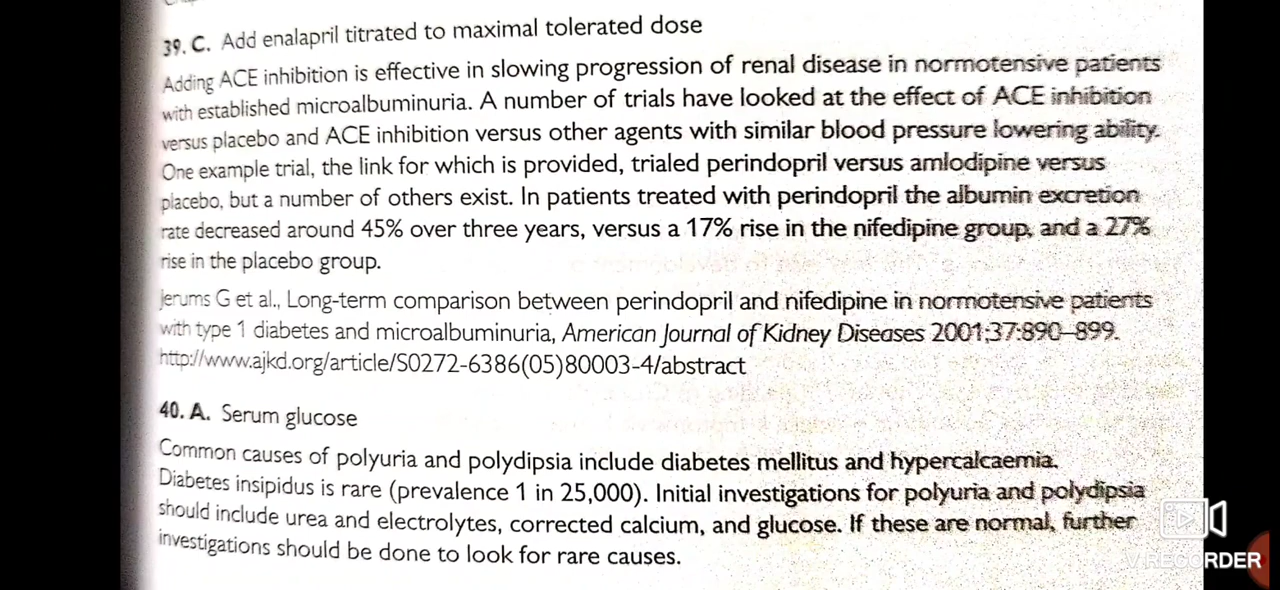 39. C. Add enalapril titrated to maximal tolerated dose
Adding ACE inhibition is effective in slowing progression of renal disease in normotensive patients
with established microalbuminuria. A number of trials have looked at the effect of ACE inhibition
versus placebo and ACE inhibition versus other agents with similar blood pressure lowering ability.
One example trial, the link for which is provided, trialed perindopril versus amlodipine versus
placebo, but a number of others exist. In patients treated with perindopril the albumin excretion
rate decreased around 45% over three years, versus a 17% rise in the nifedipine group, and a 27%
rise in the placebo group.
Jerums G et al., Long-term comparison between perindopril and nifedipine in normotensive patients
with type 1 diabetes and microalbuminuria, American Journal of Kidney Diseases 2001;37:890–899.
http://www.ajkd.org/article/S0272-6386(05)80003-4/abstract
40. A. Serum glucose
Common causes of polyuria and polydipsia include diabetes mellitus and hypercalcaemia.
Diabetes insipidus is rare (prevalence 1 in 25,000). Initial investigations for polyuria and polydipsia
should include urea and electrolytes, corrected calcium, and glucose. If these are normal, further
investigations should be done to look for rare causes.
V RECORDER